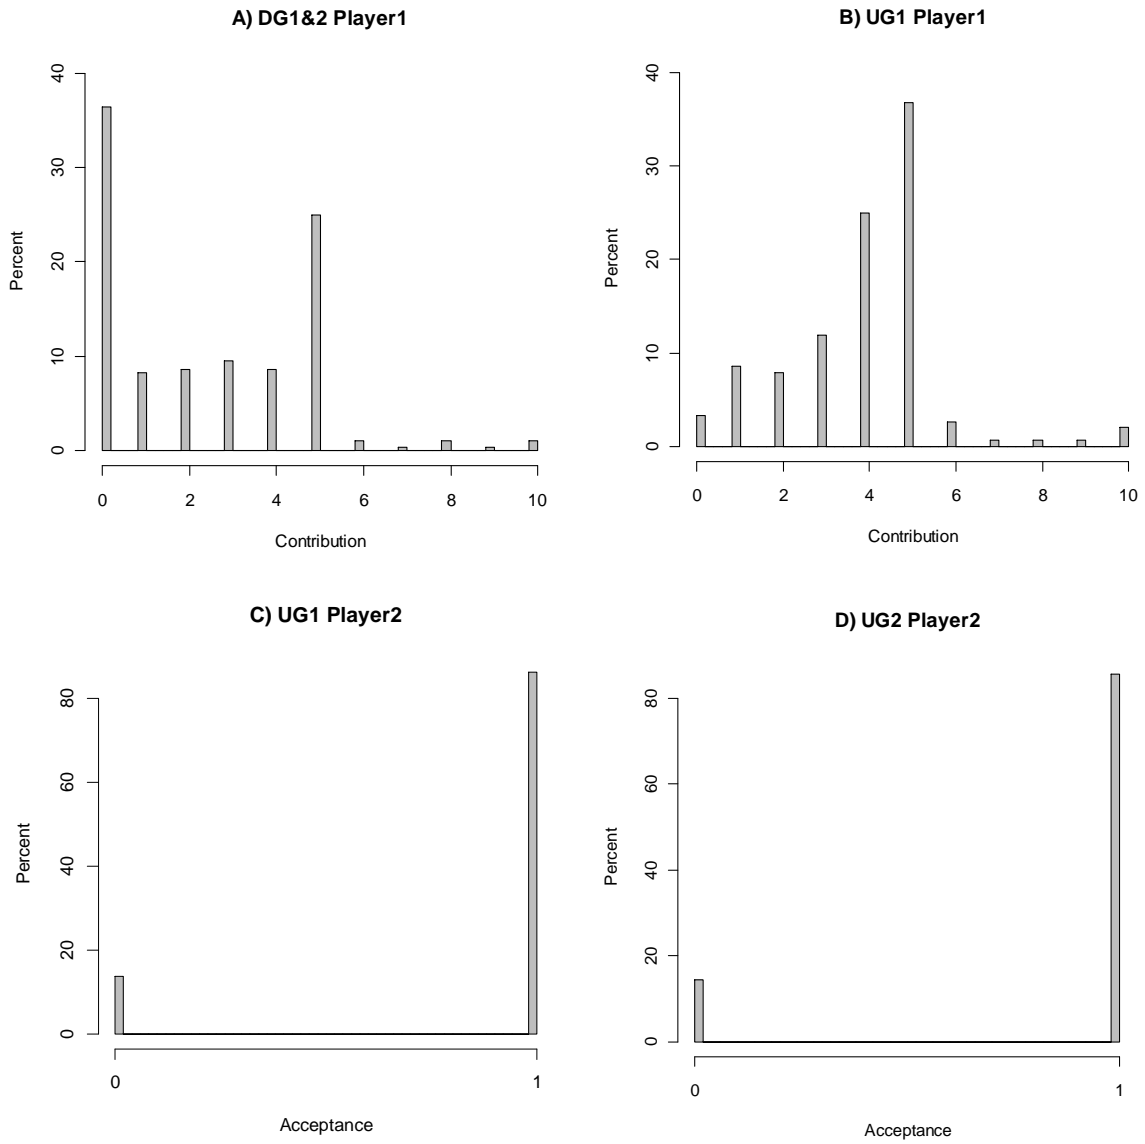 A) DG1&2 Player1
Percent
40
30
20
10
0
0 2 4 6 8 10
Contribution
B) UG1 Player1
Percent
40
30
20
10
0
0 2 4 6 8 10
Contribution
C) UG1 Player2
Percent
80
60
40
20
0
0 1
Acceptance
D) UG2 Player2
Percent
80
60
40
20
0
0 1
Acceptance